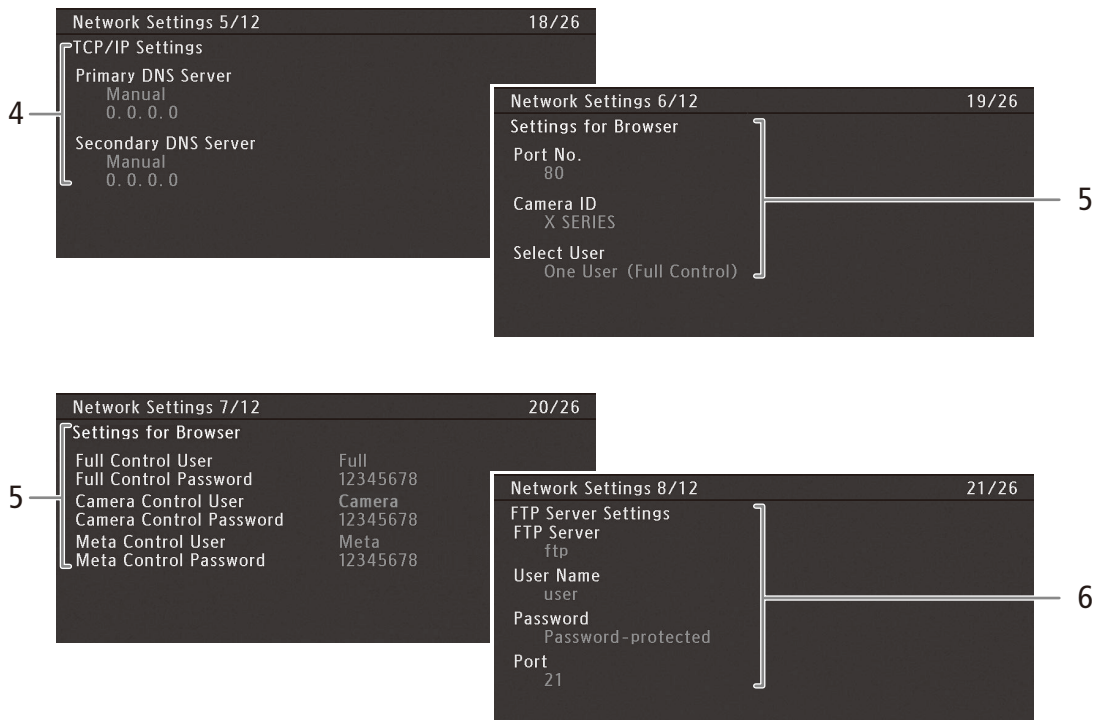 Network Settings 5/12 18/26
TCP/IP Settings
Primary DNS Server
Manual
0.0.0.0
Secondary DNS Server
Manual
0.0.0.0
4
Network Settings 6/12 19/26
Settings for Browser
Port No.
80
Camera ID
X SERIES
Select User
One User (Full Control)
5
Network Settings 7/12 20/26
Settings for Browser
Full Control User Full
Full Control Password 12345678
Camera Control User Camera
Camera Control Password 12345678
Meta Control User Meta
Meta Control Password 12345678
5
Network Settings 8/12 21/26
FTP Server Settings
FTP Server
ftp
User Name
user
Password
Password-protected
Port
21
6